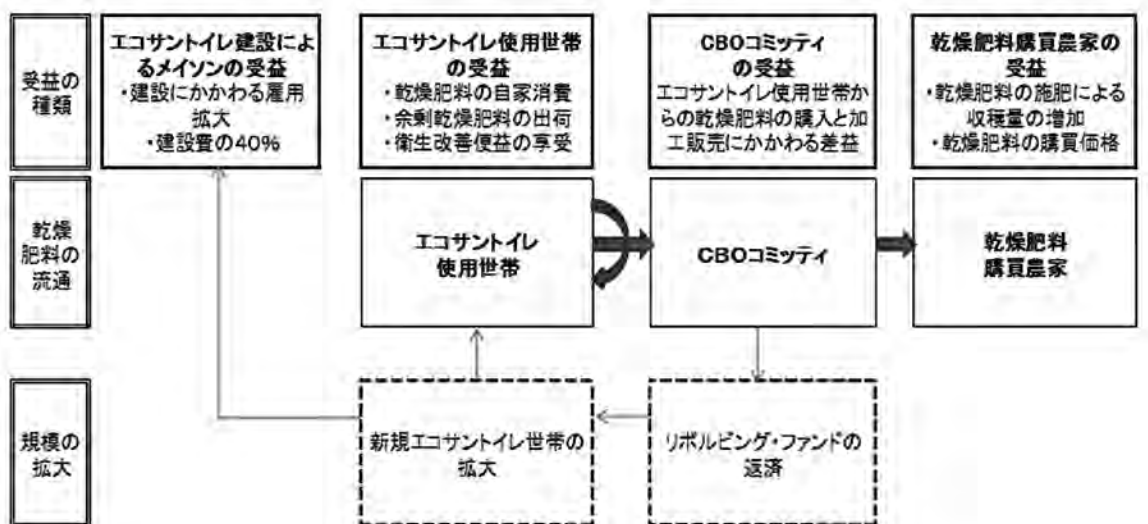 受益の
種類
エコサントイレ建設によ
るメイソンの受益
・建設にかかわる雇用
拡大
・建設費の40%
エコサントイレ使用世帯
の受益
・乾燥肥料の自家消費
・余剰乾燥肥料の出荷
・衛生改善便益の享受
CBOコミッティ
の受益
エコサントイレ使用世帯か
らの乾燥肥料の購入と加
工販売にかかわる差益
乾燥肥料購買農家の
受益
・乾燥肥料の施肥による
収穫量の増加
・乾燥肥料の購買価格
乾燥
肥料の
流通
エコサントイレ
使用世帯
CBOコミッティ
乾燥肥料
購買農家
規模の
拡大
新規エコサントイレ世帯の
拡大
リボルビング・ファンドの
返済